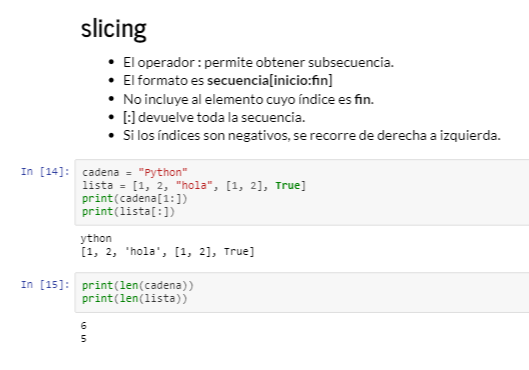 slicing
• El operador : permite obtener subsecuencia.
• El formato es secuencia[inicio:fin]
• No incluye al elemento cuyo índice es fin.
• [:] devuelve toda la secuencia.
• Si los índices son negativos, se recorre de derecha a izquierda.
In [14]: cadena = "Python"
lista = [1, 2, "hola", [1, 2], True]
print(cadena[1:])
print(lista[:])
ython
[1, 2, 'hola', [1, 2], True]
In [15]: print(len(cadena))
print(len(lista))
6
5